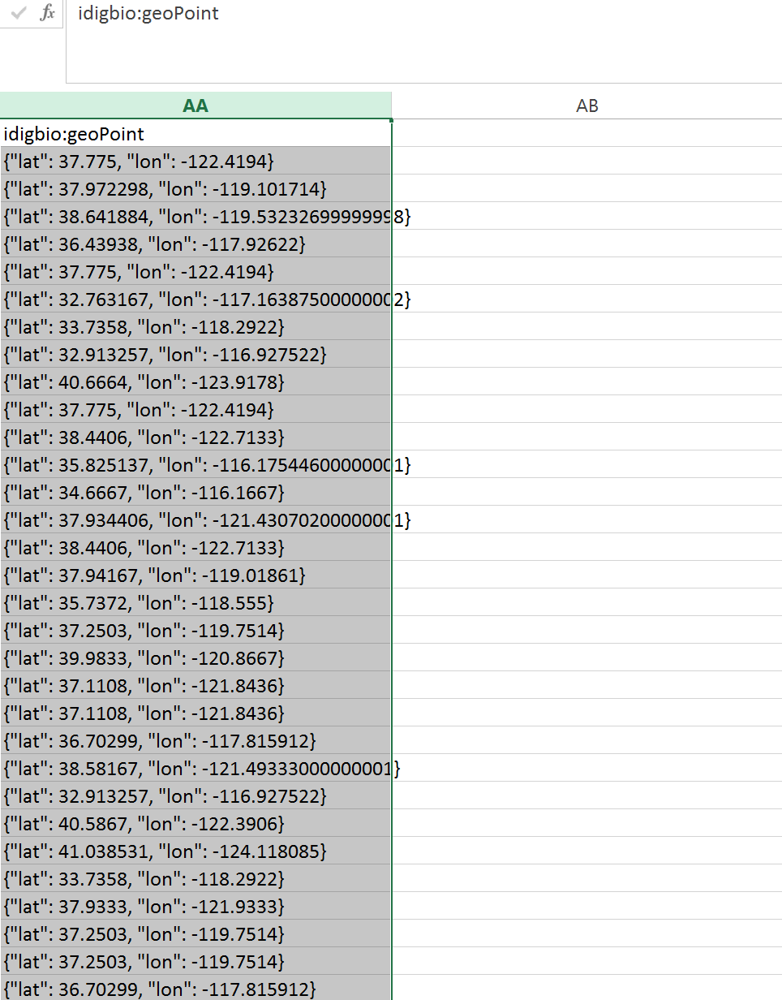 fx idigbio:geoPoint
AA AB
idigbio:geoPoint
{"lat": 37.775, "lon": -122.4194}
{"lat": 37.972298, "lon": -119.101714}
{"lat": 38.641884, "lon": -119.53232699999998}
{"lat": 36.43938, "lon": -117.92622}
{"lat": 37.775, "lon": -122.4194}
{"lat": 32.763167, "lon": -117.16387500000002}
{"lat": 33.7358, "lon": -118.2922}
{"lat": 32.913257, "lon": -116.927522}
{"lat": 40.6664, "lon": -123.9178}
{"lat": 37.775, "lon": -122.4194}
{"lat": 38.4406, "lon": -122.7133}
{"lat": 35.825137, "lon": -116.17544600000001}
{"lat": 34.6667, "lon": -116.1667}
{"lat": 37.934406, "lon": -121.43070200000001}
{"lat": 38.4406, "lon": -122.7133}
{"lat": 37.94167, "lon": -119.01861}
{"lat": 35.7372, "lon": -118.555}
{"lat": 37.2503, "lon": -119.7514}
{"lat": 39.9833, "lon": -120.8667}
{"lat": 37.1108, "lon": -121.8436}
{"lat": 37.1108, "lon": -121.8436}
{"lat": 36.70299, "lon": -117.815912}
{"lat": 38.58167, "lon": -121.49333000000001}
{"lat": 32.913257, "lon": -116.927522}
{"lat": 40.5867, "lon": -122.3906}
{"lat": 41.038531, "lon": -124.118085}
{"lat": 33.7358, "lon": -118.2922}
{"lat": 37.9333, "lon": -121.9333}
{"lat": 37.2503, "lon": -119.7514}
{"lat": 37.2503, "lon": -119.7514}
{"lat": 36.70299, "lon": -117.815912}